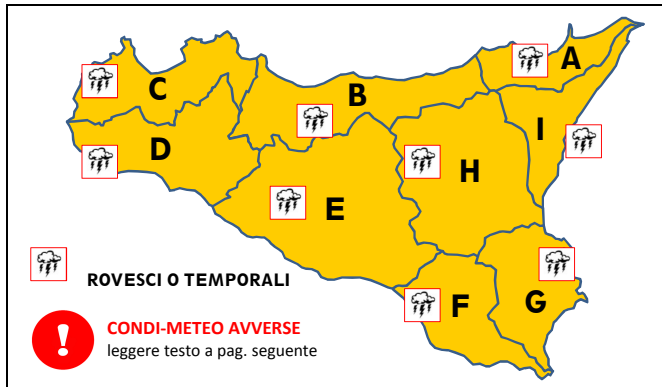 A
C
B
I
D
H
E
ROVESCI O TEMPORALI
F
G
!
CONDI-METEO AVVERSE
leggere testo a pag. seguente